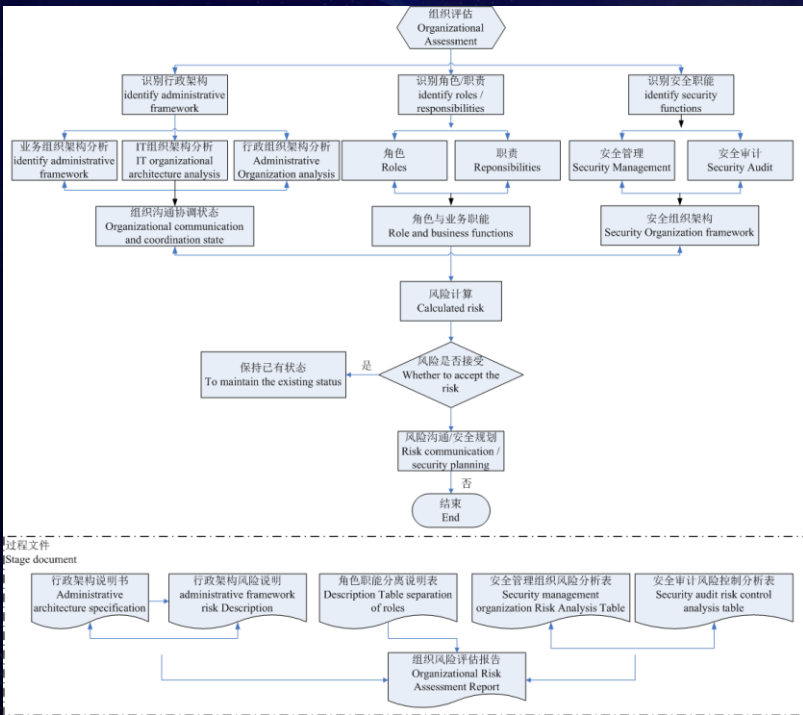 组织评估
Organizational
Assessment
识别行政架构
identify administrative
framework
识别角色/职责
identify roles /
responsibilities
识别安全职能
identify security
functions
业务组织架构分析
identify administrative
framework
IT组织架构分析
IT organizational
architecture analysis
行政组织架构分析
Administrative
Organization analysis
角色
Roles
职责
Reponsibilities
安全管理
Security Management
安全审计
Security Audit
组织沟通协调状态
Organizational communication
and coordination state
角色与业务职能
Role and business functions
安全组织架构
Security Organization framework
风险计算
Calculated risk
风险是否接受
Whether to accept the
risk
是
保持已有状态
To maintain the existing status
风险沟通/安全规划
Risk communication /
security planning
否
结束
End
过程文件
Stage document
行政架构说明书
Administrative
architecture specification
行政架构风险说明
administrative framework
risk Description
角色职能分离说明表
Description Table separation
of roles
安全管理组织风险分析表
Security management
organization Risk Analysis Table
安全审计风险控制分析表
Security audit risk control
analysis table
组织风险评估报告
Organizational Risk
Assessment Report